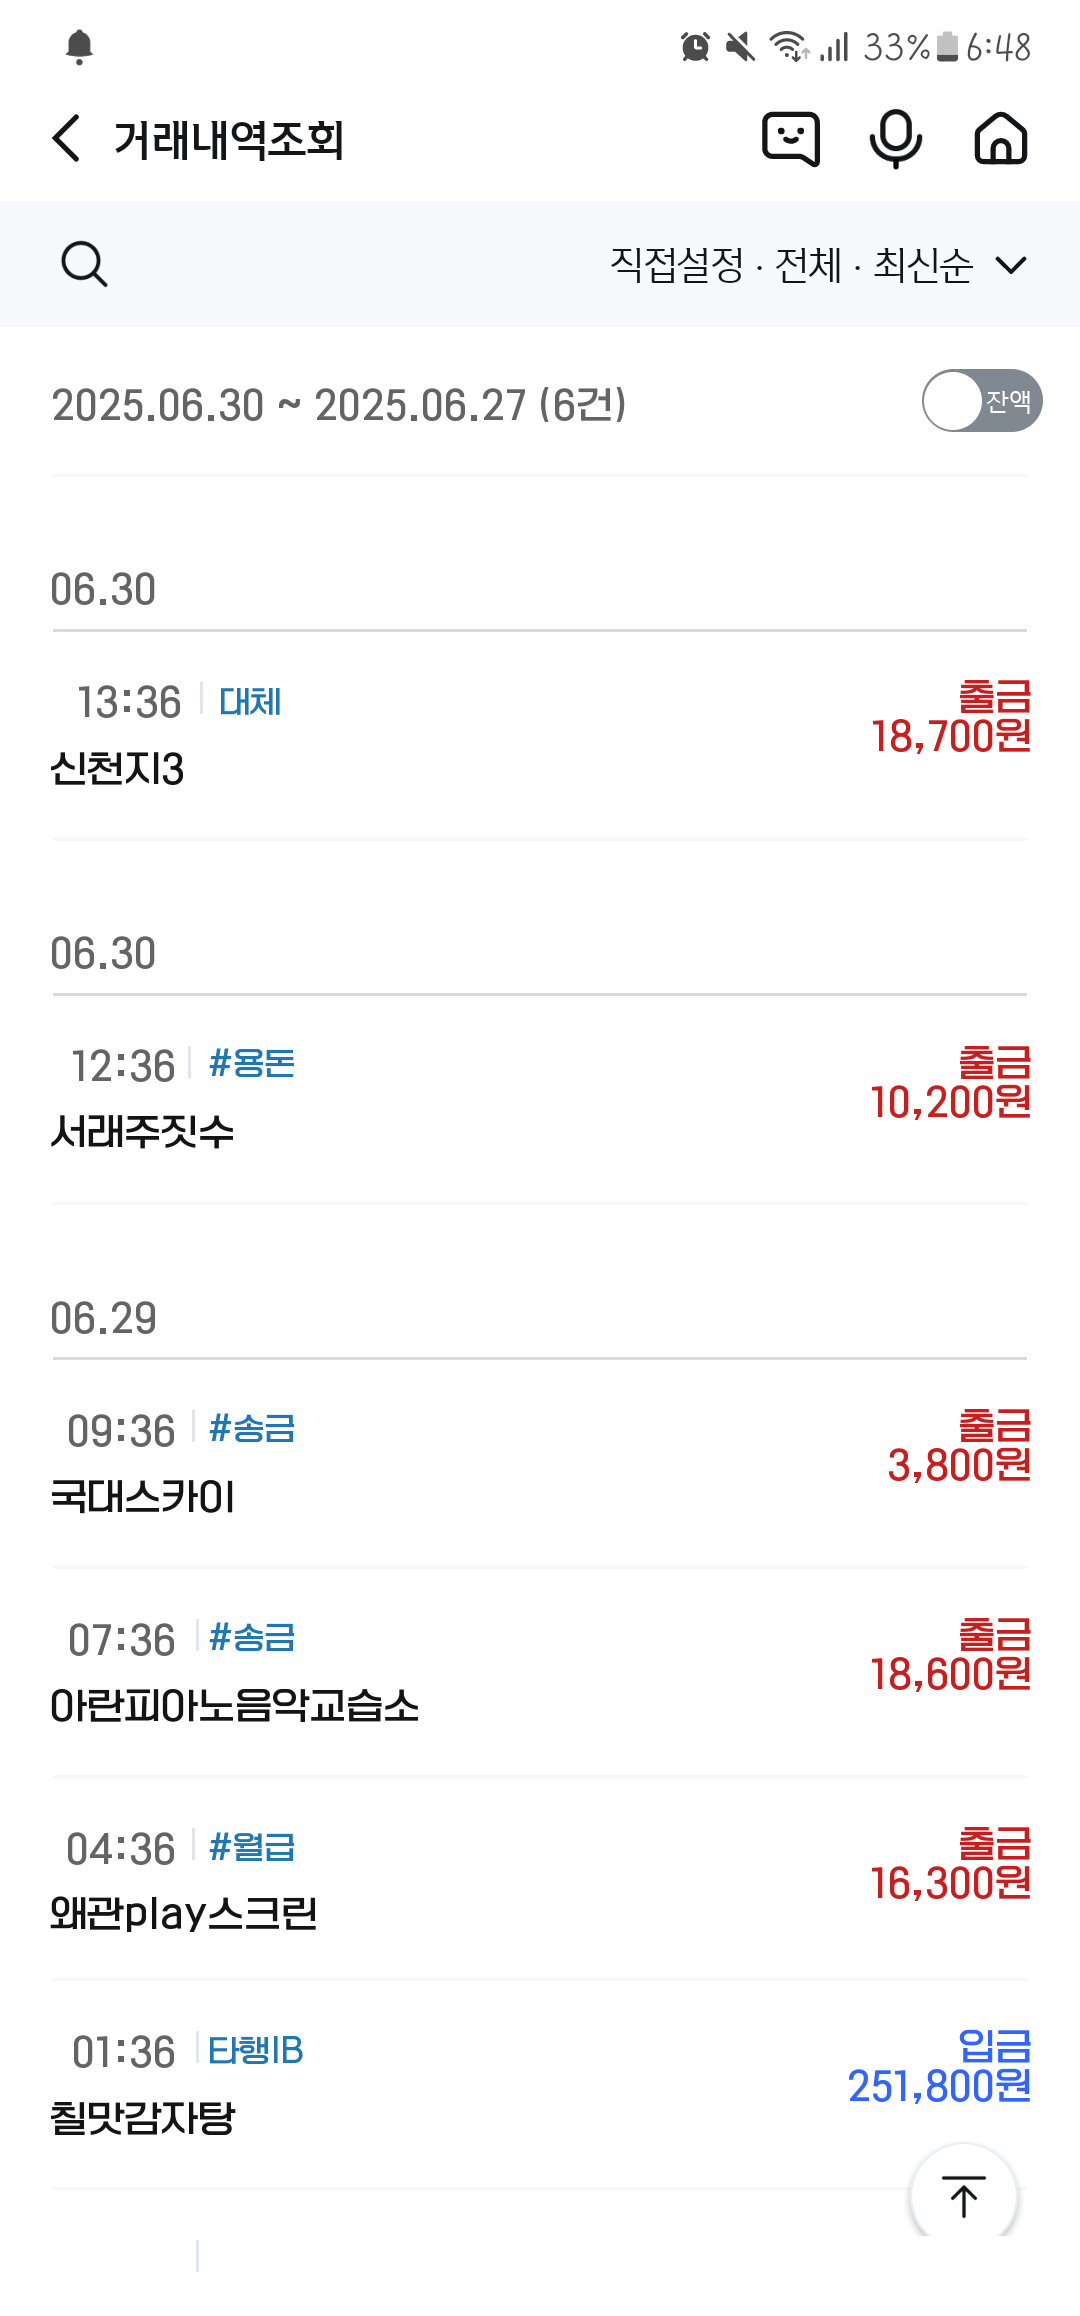 33% 6:48
거래내역조회
직접설정 · 전체 · 최신순
2025.06.30 ~ 2025.06.27 (6건)
잔액
06.30
13:36 대체
출금
18,700원
신천지3
06.30
12:36 #용돈
출금
10,200원
서래주짓수
06.29
09:36 #송금
출금
3,800원
국대스카이
07:36 #송금
출금
18,600원
아란피아노음악교습소
04:36 #월급
출금
16,300원
왜관play스크린
01:36 타행IB
입금
251,800원
칠맛감자탕